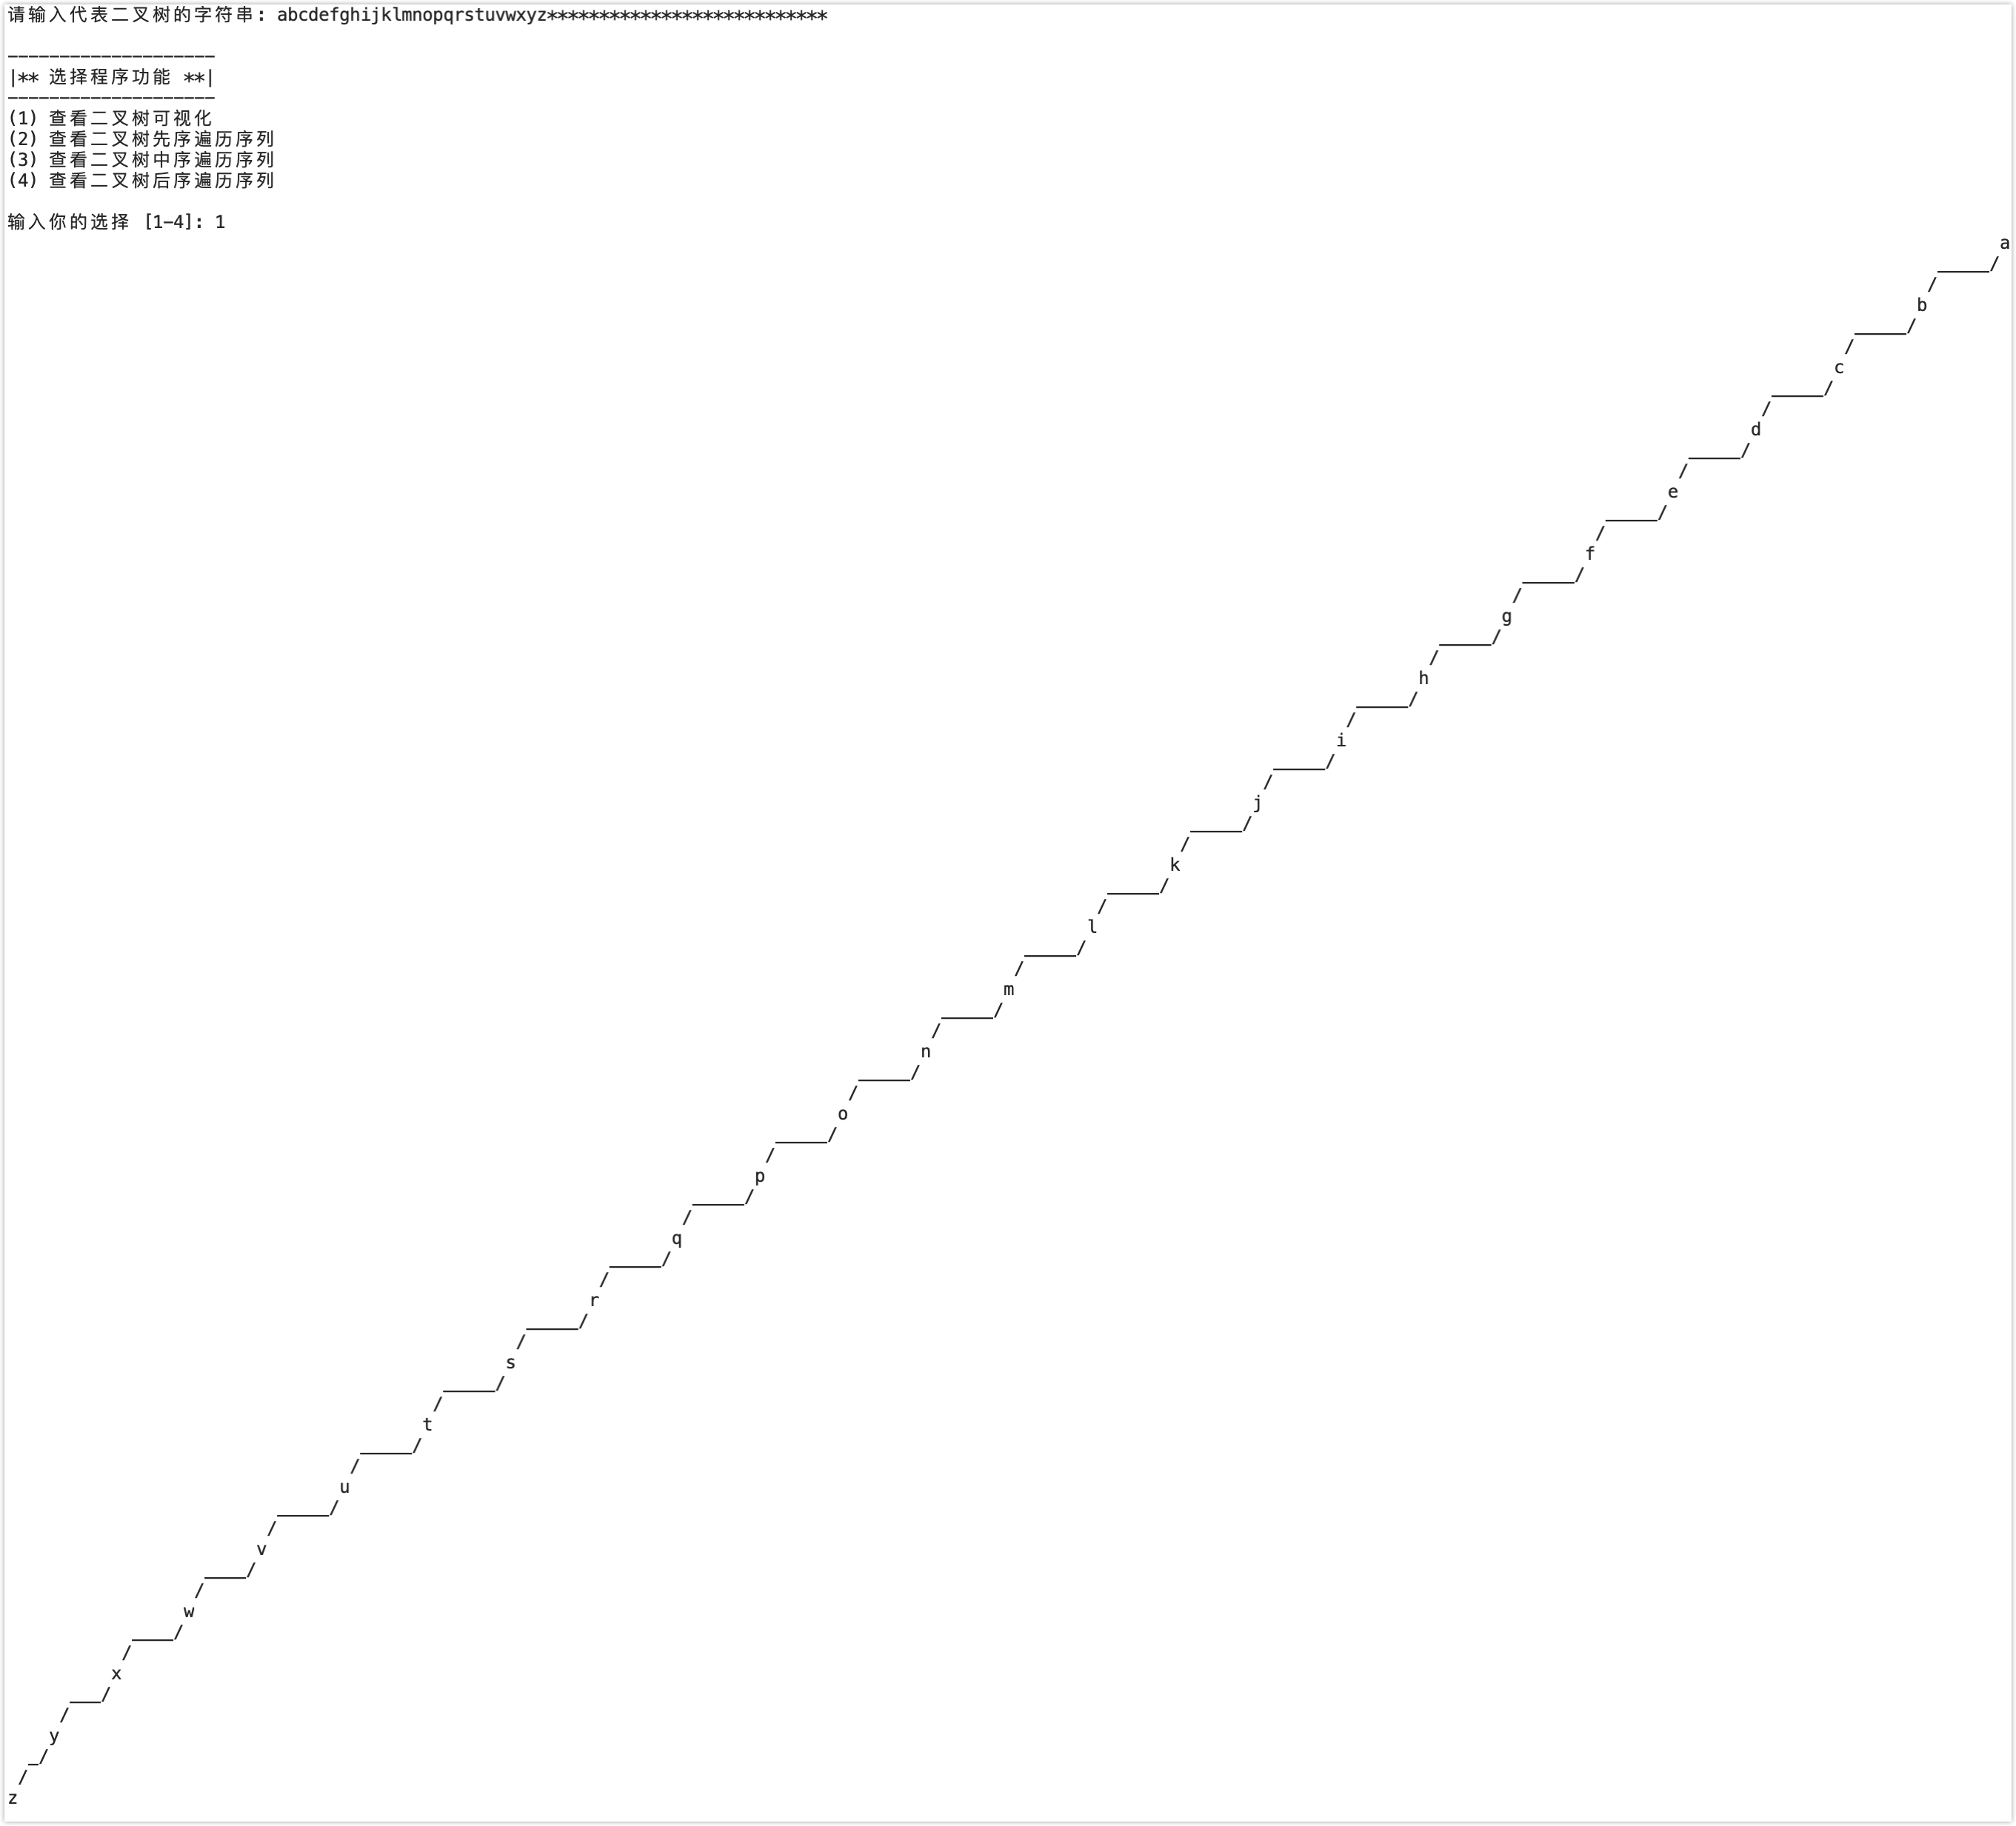 请输入代表二叉树的字符串: abcdefghijklmnopqrstuvwxyz***************************
--------------------
|** 选择程序功能 **|
--------------------
(1) 查看二叉树可视化
(2) 查看二叉树先序遍历序列
(3) 查看二叉树中序遍历序列
(4) 查看二叉树后序遍历序列
输入你的选择 [1-4]: 1
a
b
c
d
e
f
g
h
i
j
k
l
m
n
o
p
q
r
s
t
u
v
w
x
y
z